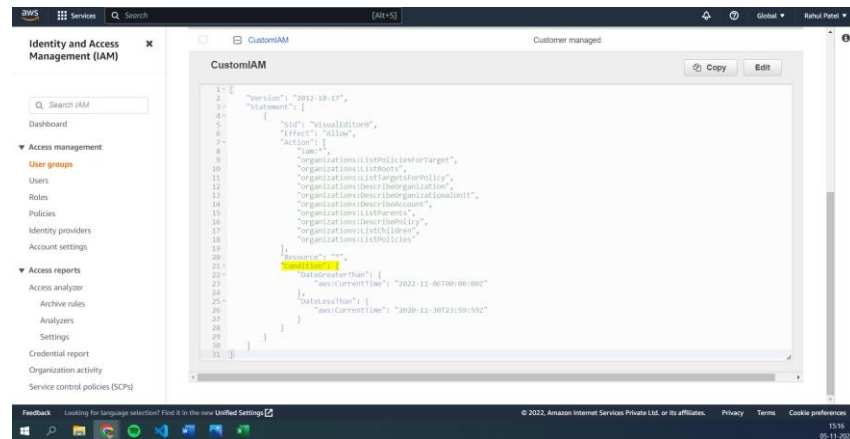 aws Services Search [Alt+S] Global Rahul Patel
Identity and Access Management (IAM)
Search IAM
Dashboard
Access management
User groups
Users
Roles
Policies
Identity providers
Account settings
Access reports
Access analyzer
Archive rules
Analyzers
Settings
Credential report
Organization activity
Service control policies (SCPs)
CustomIAM Customer managed
CustomIAM Copy Edit
1 {
2 "Version": "2012-10-17",
3 "Statement": [
4 {
5 "Sid": "VisualEditor0",
6 "Effect": "Allow",
7 "Action": [
8 "iam:*",
9 "organizations:ListPoliciesForTarget",
10 "organizations:ListRoots",
11 "organizations:ListTargetsForPolicy",
12 "organizations:DescribeOrganization",
13 "organizations:DescribeOrganizationalUnit",
14 "organizations:DescribeAccount",
15 "organizations:ListParents",
16 "organizations:DescribePolicy",
17 "organizations:ListChildren",
18 "organizations:ListPolicies"
19 ],
20 "Resource": "*",
21 "Condition": {
22 "DateGreaterThan": {
23 "aws:CurrentTime": "2022-11-06T00:00:00Z"
24 },
25 "DateLessThan": {
26 "aws:CurrentTime": "2020-11-30T23:59:59Z"
27 }
28 }
29 }
30 ]
31 }
Feedback Looking for language selection? Find it in the new Unified Settings © 2022, Amazon Internet Services Private Ltd. or its affiliates. Privacy Terms Cookie preferences
15:16